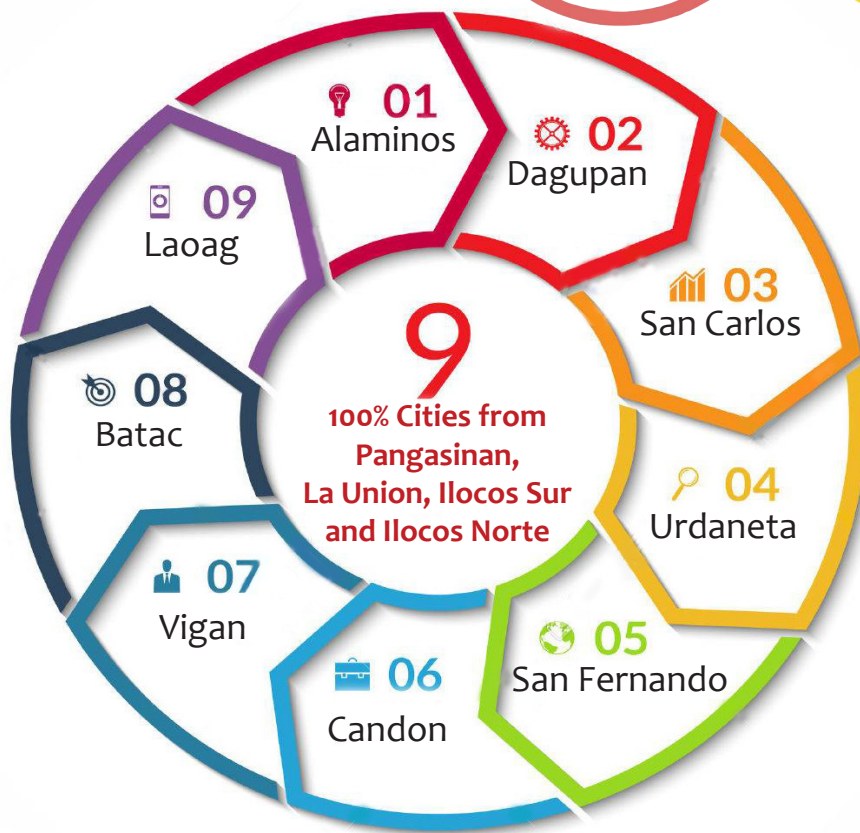 01
Alaminos
02
Dagupan
03
San Carlos
04
Urdaneta
05
San Fernando
06
Candon
07
Vigan
08
Batac
09
Laoag
9
100% Cities from
Pangasinan,
La Union, Ilocos Sur
and Ilocos Norte